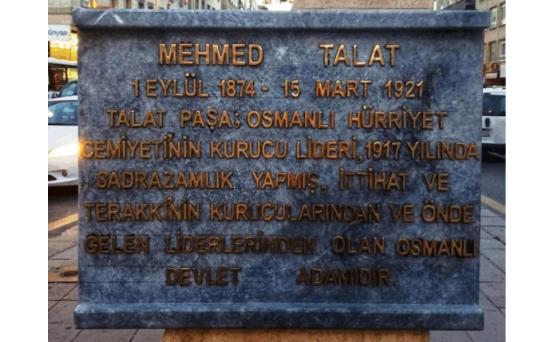 MEHMED TALAT
1 EYLÜL 1874 - 15 MART 1921
TALAT PAŞA: OSMANLI HÜRRİYET
CEMİYETİ'NİN KURUCU LİDERİ, 1917 YILINDA
SADRAZAMLIK YAPMIŞ, İTTİHAT VE
TERAKKİ'NİN KURUCULARINDAN VE ÖNDE
GELEN LİDERLERİNDEN OLAN OSMANLI
DEVLET ADAMIDIR.